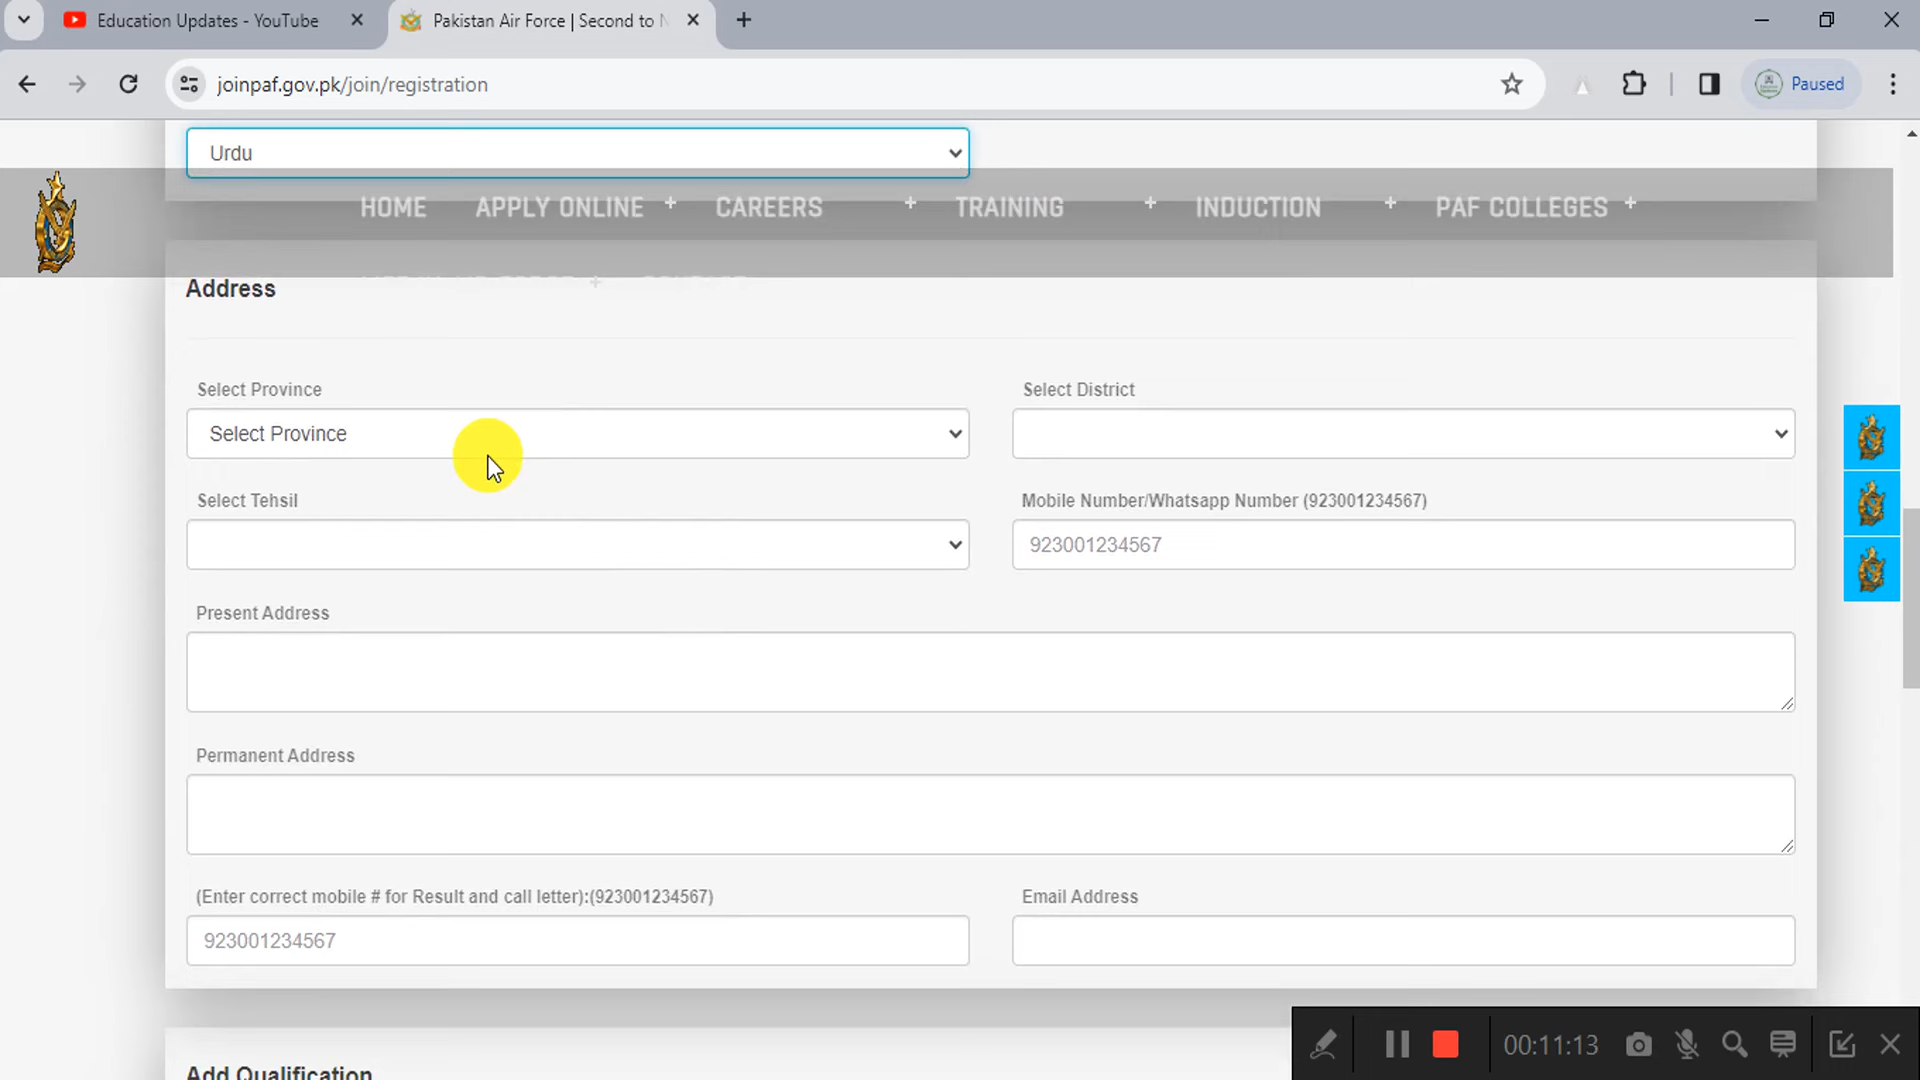 Education Updates - YouTube
Pakistan Air Force | Second to N
joinpaf.gov.pk/join/registration
Paused
Urdu
HOME APPLY ONLINE + CAREERS + TRAINING + INDUCTION + PAF COLLEGES +
+
Address
Select Province Select District
Select Province
Select Tehsil Mobile Number/Whatsapp Number (923001234567)
923001234567
Present Address
Permanent Address
(Enter correct mobile # for Result and call letter):(923001234567) Email Address
923001234567
00:11:13
Add Qualification